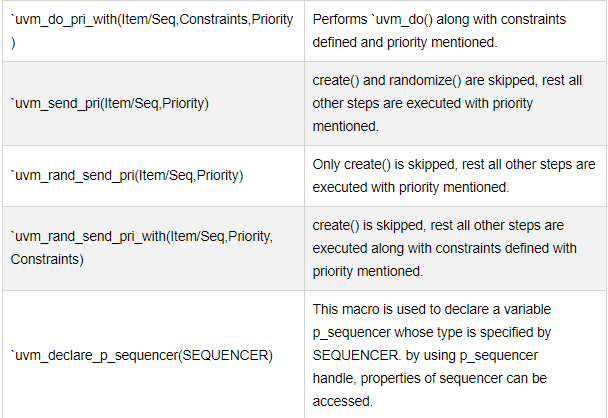 `uvm_do_pri_with(Item/Seq,Constraints,Priority
)
Performs `uvm_do() along with constraints
defined and priority mentioned.
`uvm_send_pri(Item/Seq,Priority)
create() and randomize() are skipped, rest all
other steps are executed with priority
mentioned.
`uvm_rand_send_pri(Item/Seq,Priority)
Only create() is skipped, rest all other steps are
executed with priority mentioned.
`uvm_rand_send_pri_with(Item/Seq,Priority,
Constraints)
create() is skipped, rest all other steps are
executed along with constraints defined with
priority mentioned.
`uvm_declare_p_sequencer(SEQUENCER)
This macro is used to declare a variable
p_sequencer whose type is specified by
SEQUENCER. by using p_sequencer
handle, properties of sequencer can be
accessed.